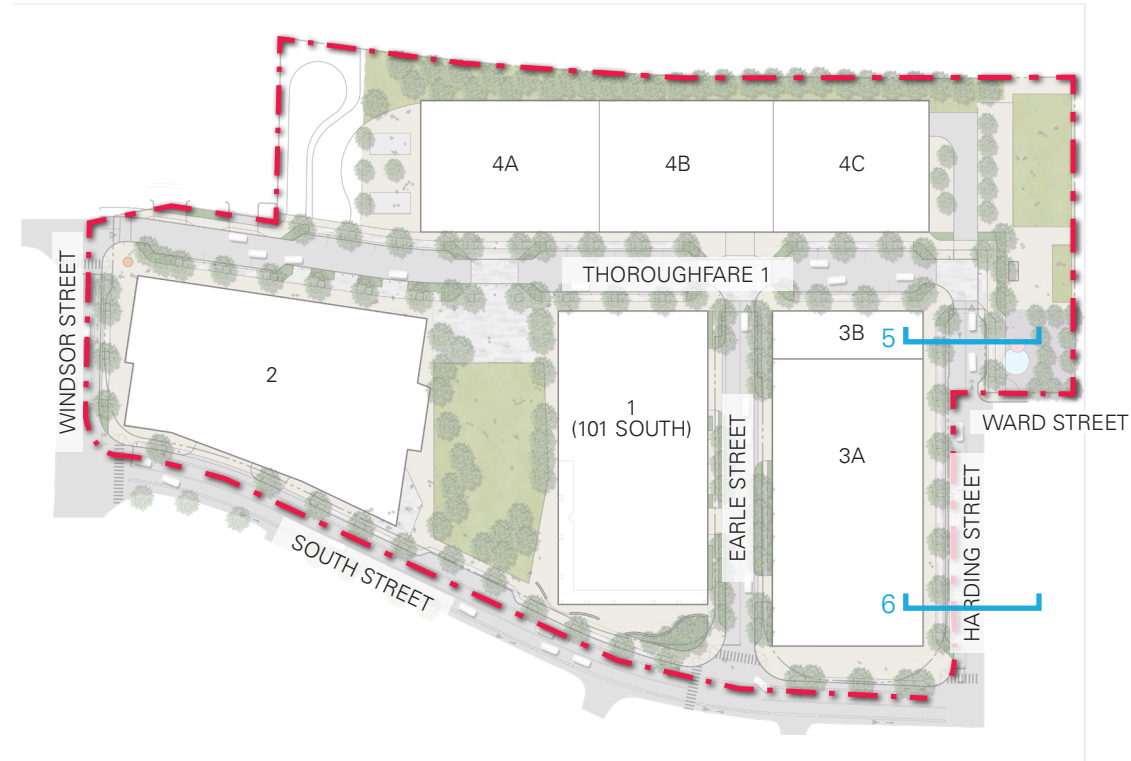 4A
4B
4C
THOROUGHFARE 1
WINDSOR STREET
2
3B
5
1
(101 SOUTH)
WARD STREET
3A
EARLE STREET
HARDING STREET
SOUTH STREET
6